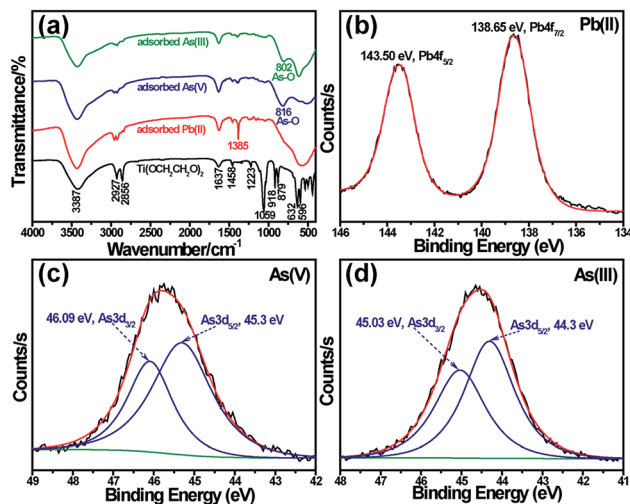 (a)
adsorbed As(III)
802
As-O
adsorbed As(V)
816
As-O
adsorbed Pb(II)
1385
Ti(OCH2CH2O)2
3387
2927
2856
1637
1458
1223
1059
918
879
632
596
Transmittance/%
4000 3500 3000 2500 2000 1500 1000 500
Wavenumber/cm-1
(b)
Pb(II)
138.65 eV, Pb4f7/2
143.50 eV, Pb4f5/2
Counts/s
146 144 142 140 138 136 134
Binding Energy (eV)
(c)
As(V)
46.09 eV, As3d3/2
As3d5/2, 45.3 eV
Counts/s
49 48 47 46 45 44 43 42
Binding Energy (eV)
(d)
As(III)
45.03 eV, As3d3/2
As3d5/2, 44.3 eV
Counts/s
48 47 46 45 44 43 42 41
Binding Energy (eV)